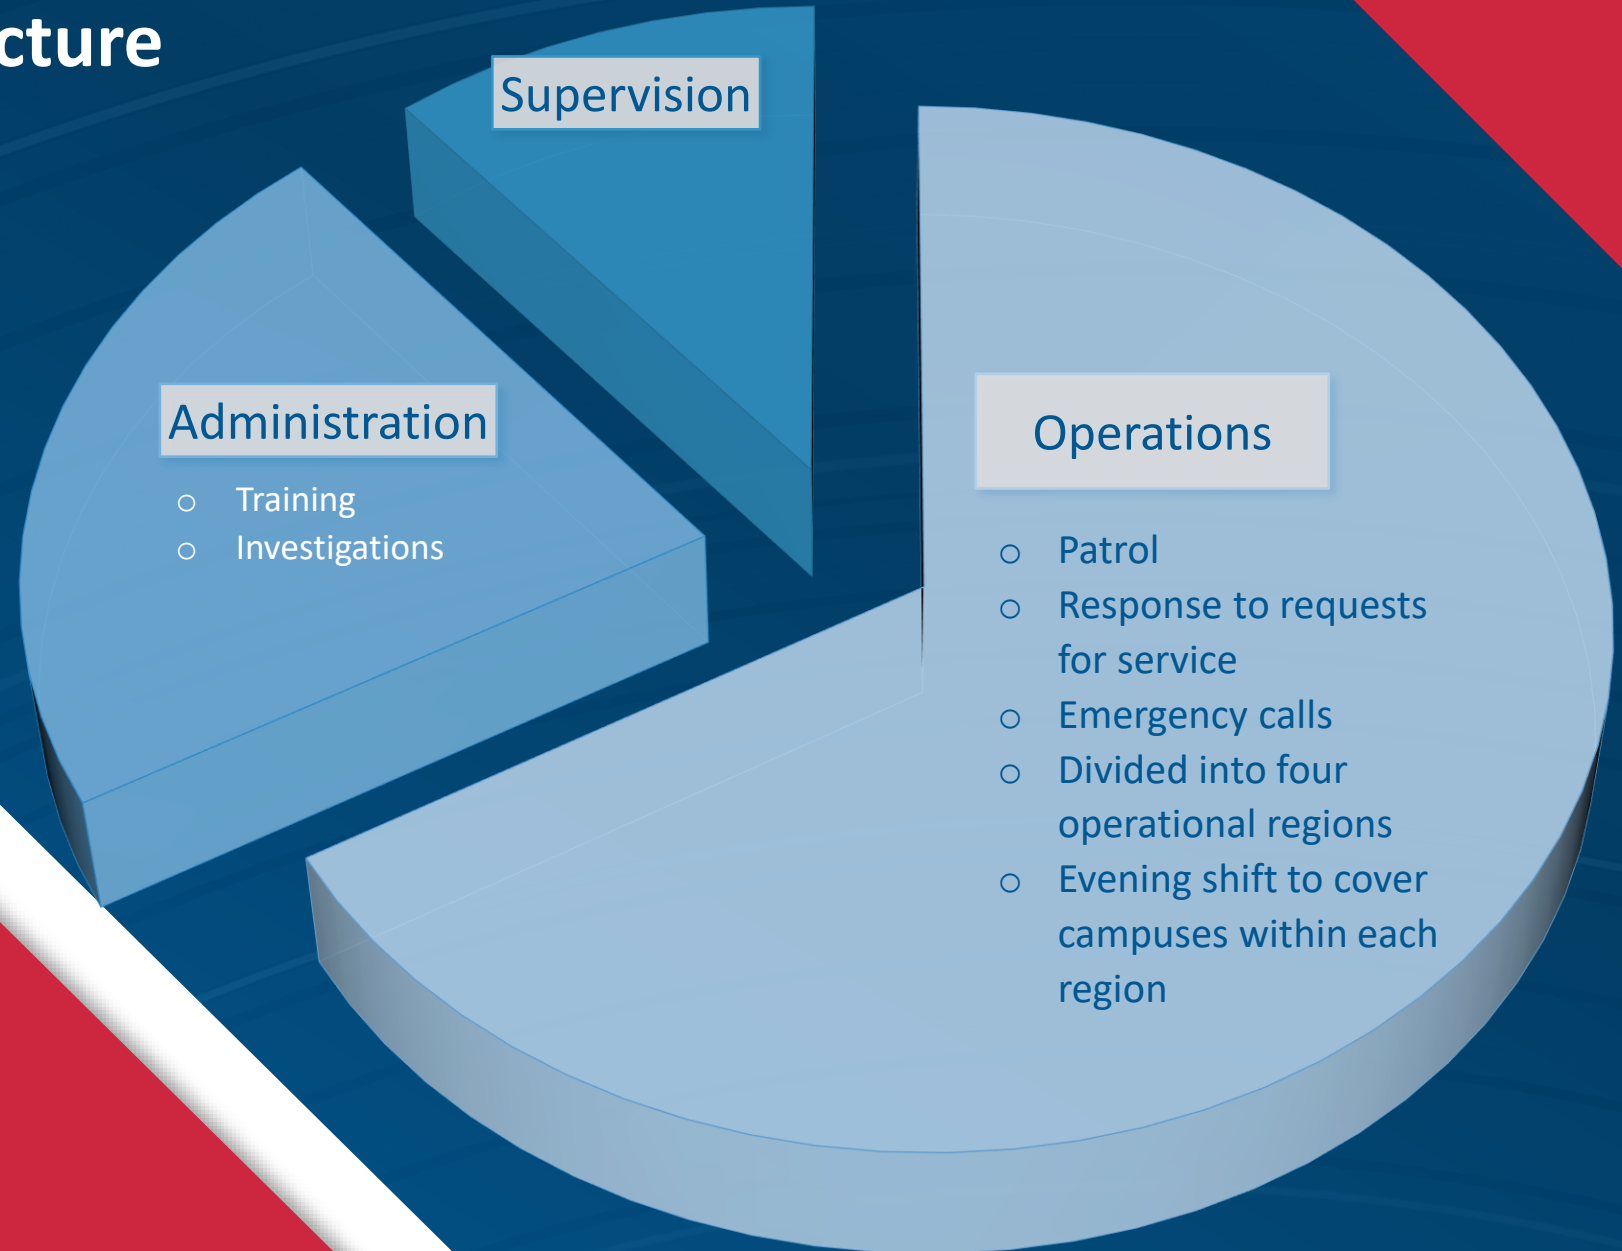 cture
Supervision
Administration
○ Training
○ Investigations
Operations
○ Patrol
○ Response to requests
for service
○ Emergency calls
○ Divided into four
operational regions
○ Evening shift to cover
campuses within each
region